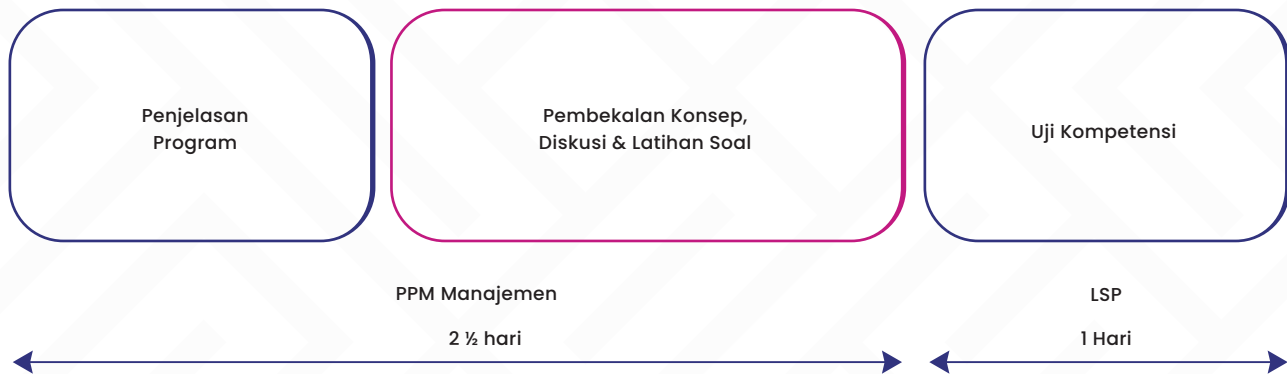 Penjelasan
Program
Pembekalan Konsep,
Diskusi & Latihan Soal
Uji Kompetensi
PPM Manajemen
LSP
2 ½ hari
1 Hari